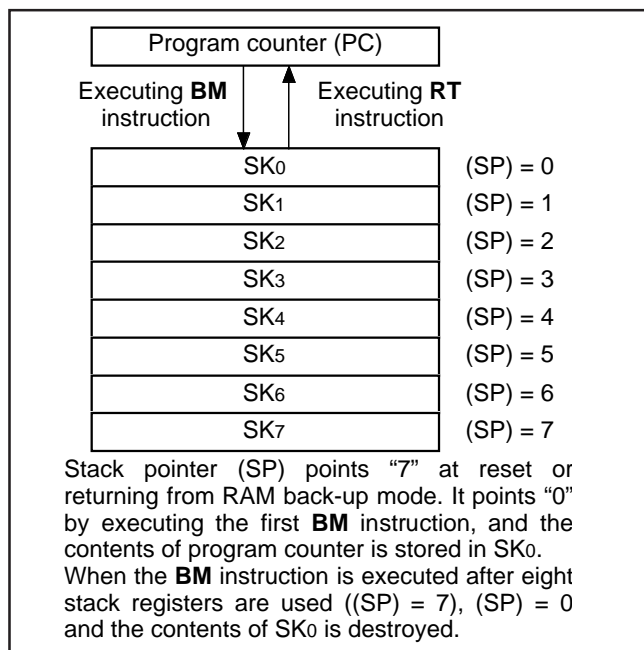 Program counter (PC)
Executing BM
instruction
Executing RT
instruction
SK0 (SP) = 0
SK1 (SP) = 1
SK2 (SP) = 2
SK3 (SP) = 3
SK4 (SP) = 4
SK5 (SP) = 5
SK6 (SP) = 6
SK7 (SP) = 7
Stack pointer (SP) points “7” at reset or
returning from RAM back-up mode. It points “0”
by executing the first BM instruction, and the
contents of program counter is stored in SK0.
When the BM instruction is executed after eight
stack registers are used ((SP) = 7), (SP) = 0
and the contents of SK0 is destroyed.